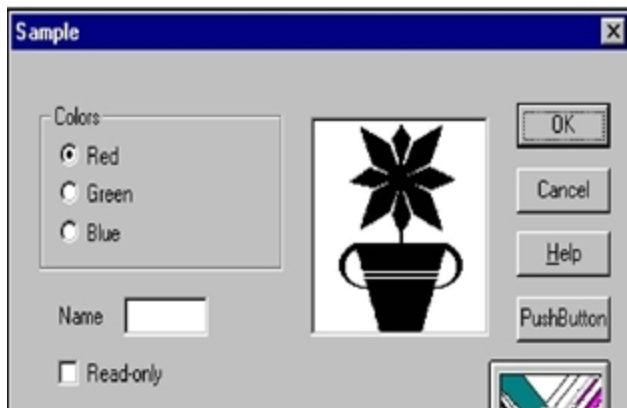 Sample
Colors
Red
Green
Blue
Name
Read-only
OK
Cancel
Help
PushButton